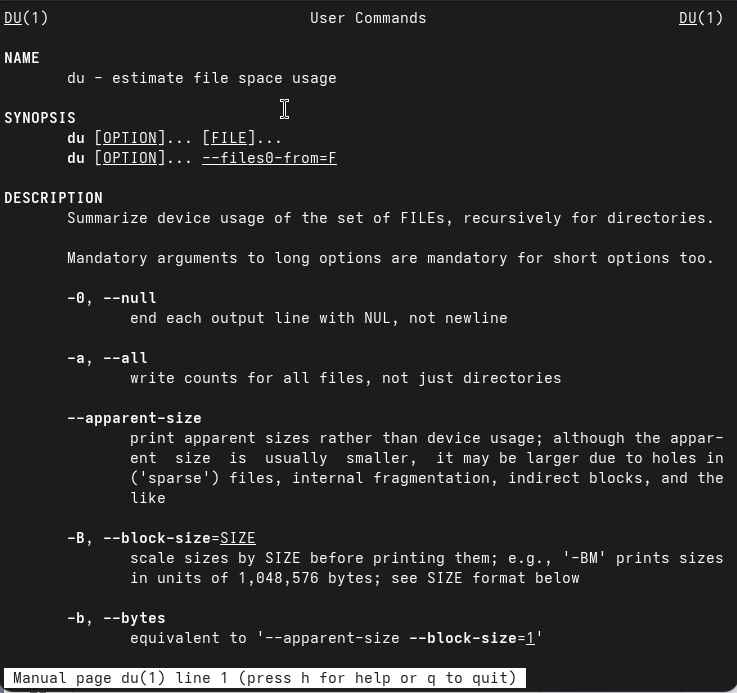 DU(1) User Commands DU(1)
NAME
du - estimate file space usage
SYNOPSIS
du [OPTION]... [FILE]...
du [OPTION]... --files0-from=F
DESCRIPTION
Summarize device usage of the set of FILEs, recursively for directories.
Mandatory arguments to long options are mandatory for short options too.
-0, --null
end each output line with NUL, not newline
-a, --all
write counts for all files, not just directories
--apparent-size
print apparent sizes rather than device usage; although the appar-
ent size is usually smaller, it may be larger due to holes in
('sparse') files, internal fragmentation, indirect blocks, and the
like
-B, --block-size=SIZE
scale sizes by SIZE before printing them; e.g., '-BM' prints sizes
in units of 1,048,576 bytes; see SIZE format below
-b, --bytes
equivalent to '--apparent-size --block-size=1'
Manual page du(1) line 1 (press h for help or q to quit)